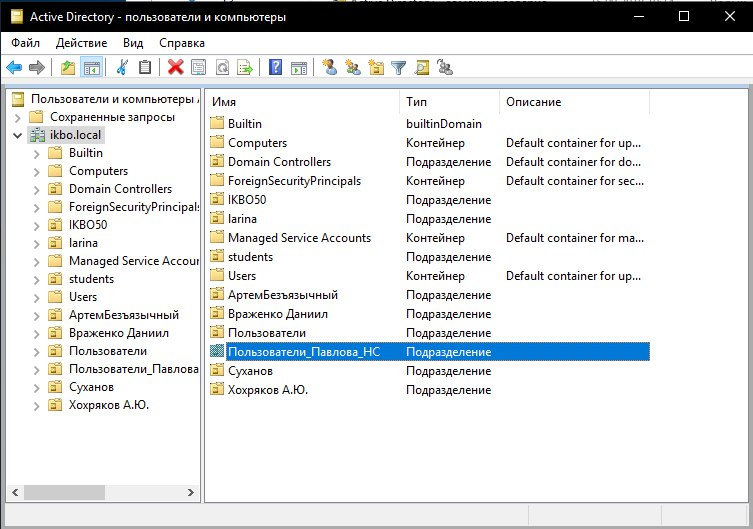 Active Directory - пользователи и компьютеры
Файл Действие Вид Справка
Пользователи и компьютеры
Сохраненные запросы
ikbo.local
Builtin
Computers
Domain Controllers
ForeignSecurityPrincipals
IKBO50
larina
Managed Service Accour
students
Users
АртемБезъязычный
Враженко Даниил
Пользователи
Пользователи_Павлова
Суханов
Хохряков А.Ю.
Имя Тип Описание
Builtin builtinDomain
Computers Контейнер Default container for up...
Domain Controllers Подразделение Default container for do...
ForeignSecurityPrincipals Контейнер Default container for sec...
IKBO50 Подразделение
larina Подразделение
Managed Service Accounts Контейнер Default container for ma...
students Подразделение
Users Контейнер Default container for up...
АртемБезъязычный Подразделение
Враженко Даниил Подразделение
Пользователи Подразделение
Пользователи_Павлова_НС Подразделение
Суханов Подразделение
Хохряков А.Ю. Подразделение